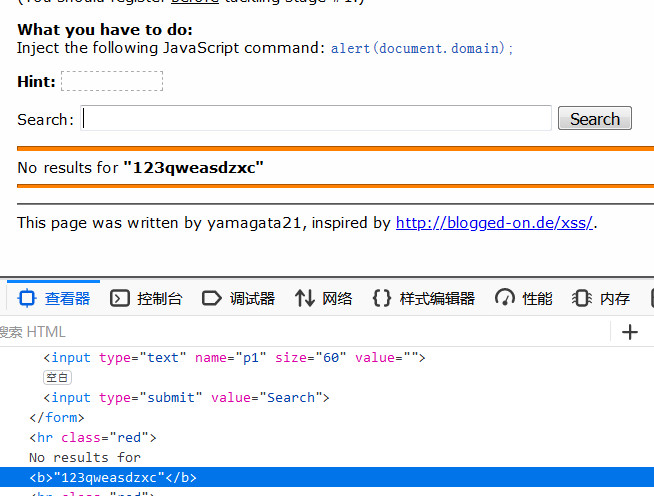 (You should register before tackling stage #1.)
What you have to do:
Inject the following JavaScript command: alert(document.domain);
Hint:
Search: Search
No results for "123qweasdzxc"
This page was written by yamagata21, inspired by http://blogged-on.de/xss/.
查看器 控制台 调试器 网络 样式编辑器 性能 内存
搜索 HTML
<input type="text" name="p1" size="60" value="">
空白
<input type="submit" value="Search">
</form>
<hr class="red">
No results for
<b>"123qweasdzxc"</b>
<hr class="red">